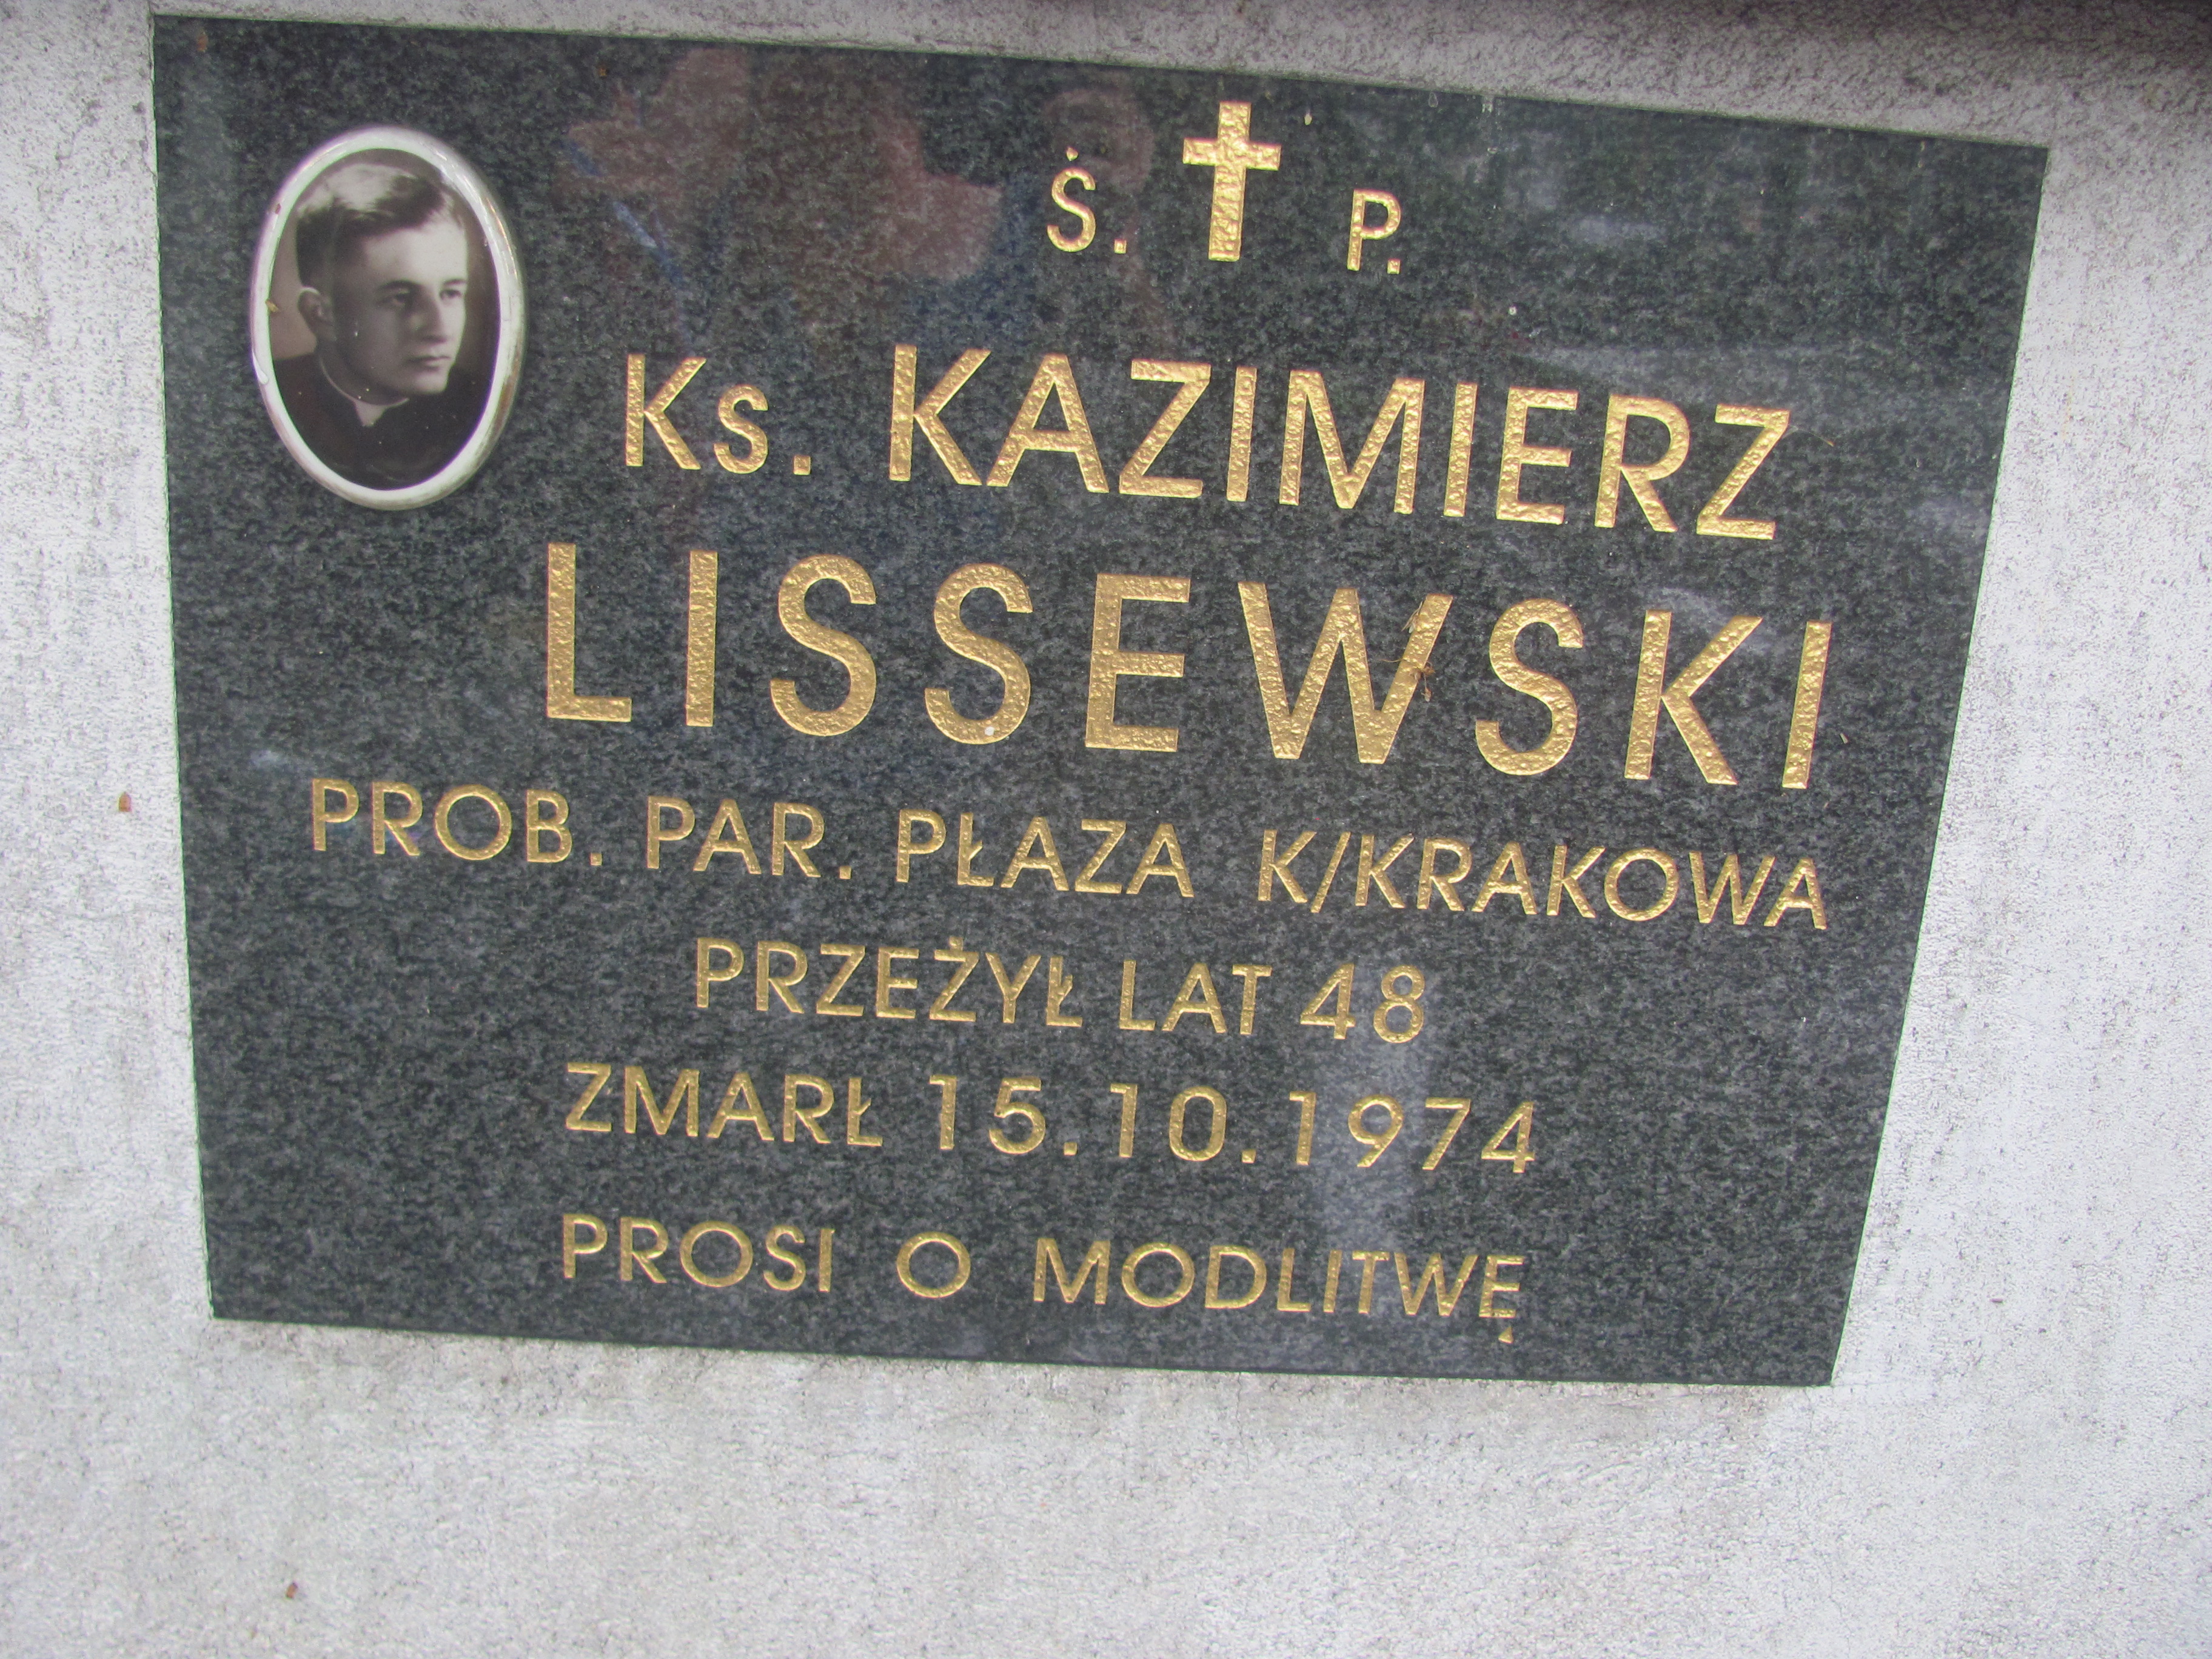 Ś. P.
Ks. KAZIMIERZ
LISSEWSKI
PROB. PAR. PŁAZA K/KRAKOWA
PRZEŻYŁ LAT 48
ZMARŁ 15.10.1974
PROSI O MODLITWĘ